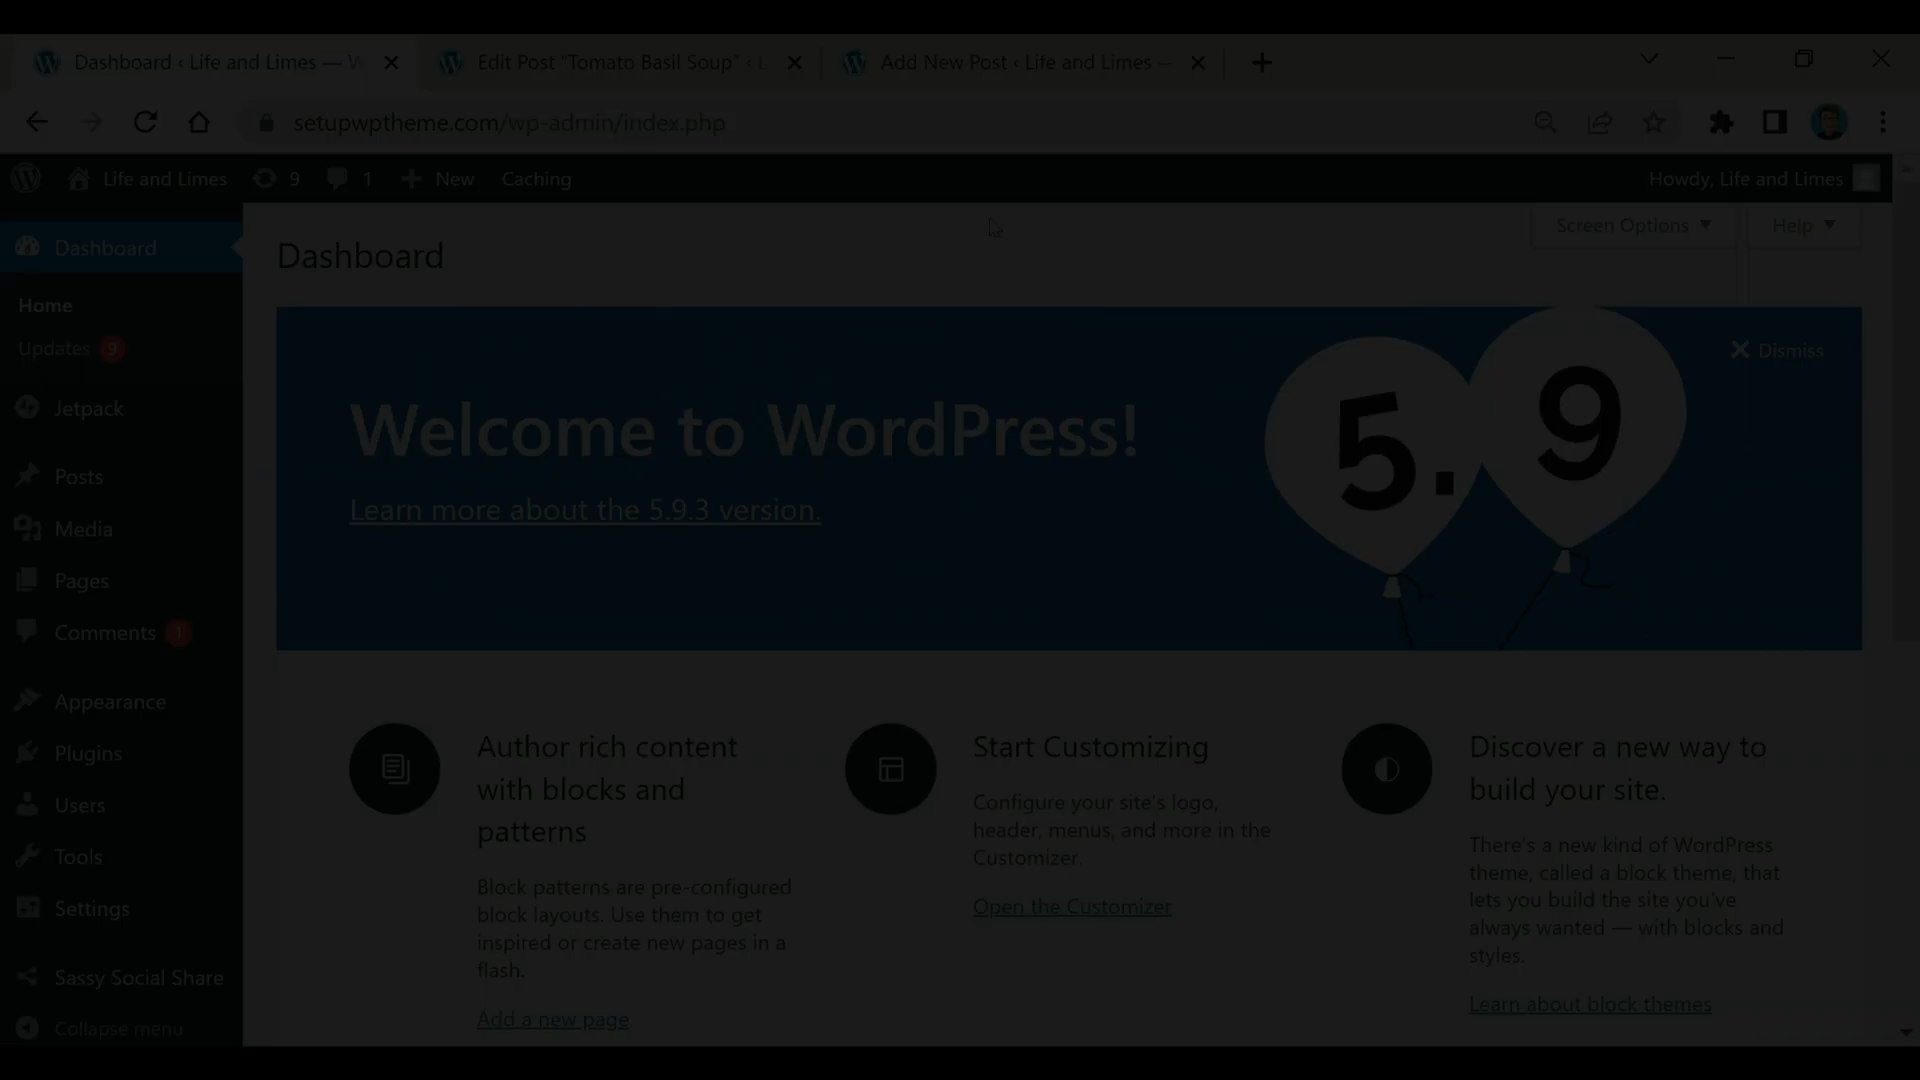 Dashboard ‹ Life and Limes — W
Edit Post "Tomato Basil Soup" ‹ L
Add New Post ‹ Life and Limes —
setupwptheme.com/wp-admin/index.php
Life and Limes
9
1
New
Caching
Howdy, Life and Limes
Dashboard
Home
Updates 9
Jetpack
Posts
Media
Pages
Comments 1
Appearance
Plugins
Users
Tools
Settings
Sassy Social Share
Collapse menu
Dashboard
Screen Options
Help
Welcome to WordPress!
Learn more about the 5.9.3 version.
5.9
Dismiss
Author rich content
with blocks and
patterns
Block patterns are pre-configured
block layouts. Use them to get
inspired or create new pages in a
flash.
Add a new page
Start Customizing
Configure your site's logo,
header, menus, and more in the
Customizer.
Open the Customizer
Discover a new way to
build your site.
There's a new kind of WordPress
theme, called a block theme, that
lets you build the site you've
always wanted — with blocks and
styles.
Learn about block themes